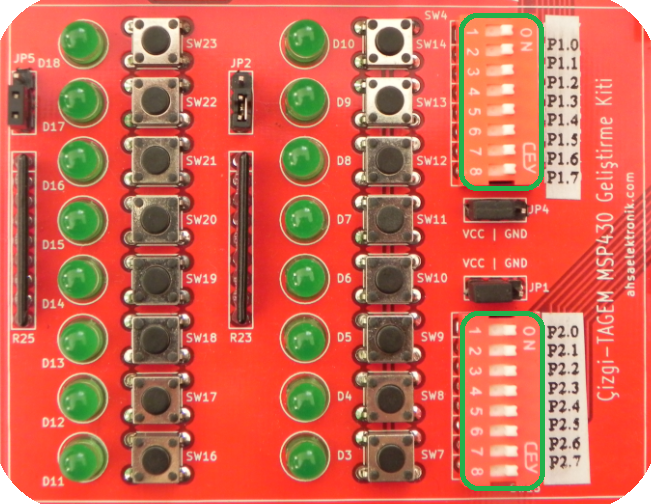 JP5
D18
SW23
D17
SW22
D16
SW21
D15
SW20
D14
SW19
R25
D13
SW18
D12
SW17
D11
SW16
JP2
D10
SW14
D9
SW13
D8
SW12
D7
SW11
D6
SW10
R23
D5
SW9
D4
SW8
D3
SW7
SW4
ON
1
2
3
4
5
6
7
8
CEY
P1.0
P1.1
P1.2
P1.3
P1.4
P1.5
P1.6
P1.7
JP4
VCC | GND
VCC | GND
JP1
ON
1
2
3
4
5
6
7
8
CEY
P2.0
P2.1
P2.2
P2.3
P2.4
P2.5
P2.6
P2.7
Çizgi-TAGEM MSP430 Geliştirme Kiti
ahsaelektronik.com